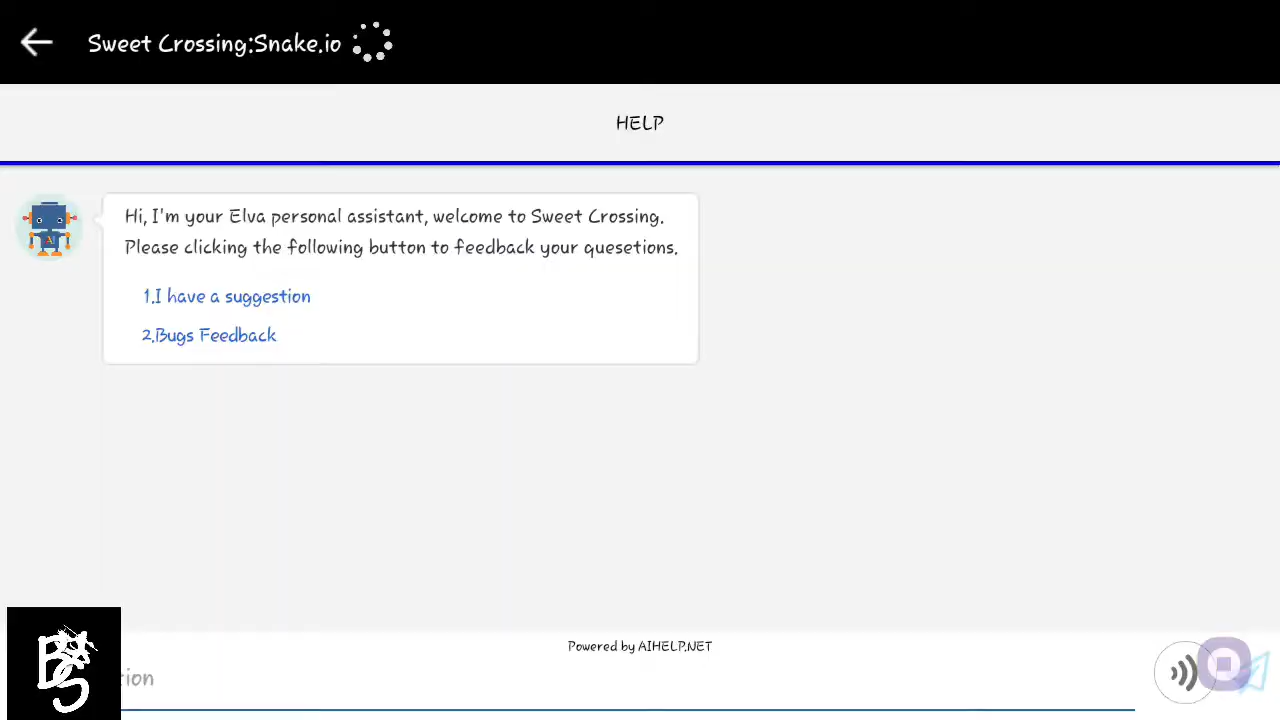 Sweet Crossing:Snake.io
HELP
Hi, I'm your Elva personal assistant, welcome to Sweet Crossing.
Please clicking the following button to feedback your quesetions.
1.I have a suggestion
2.Bugs Feedback
Powered by AIHELP.NET
tion